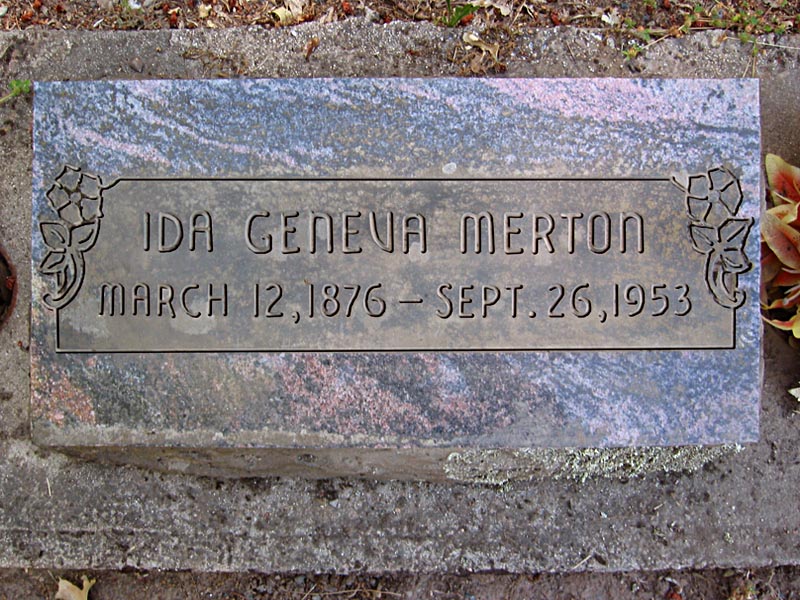 IDA GENEVA MERTON
MARCH 12, 1876 – SEPT. 26, 1953